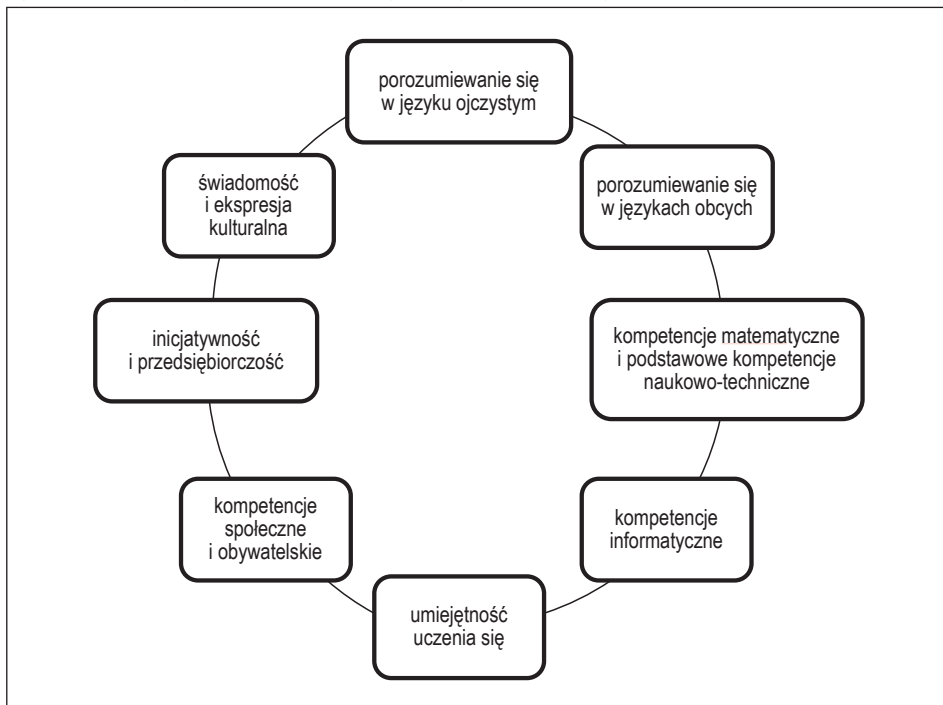 porozumiewanie się
w języku ojczystym
porozumiewanie się
w językach obcych
kompetencje matematyczne
i podstawowe kompetencje
naukowo-techniczne
kompetencje
informatyczne
umiejętność
uczenia się
kompetencje
społeczne
i obywatelskie
inicjatywność
i przedsiębiorczość
świadomość
i ekspresja
kulturalna